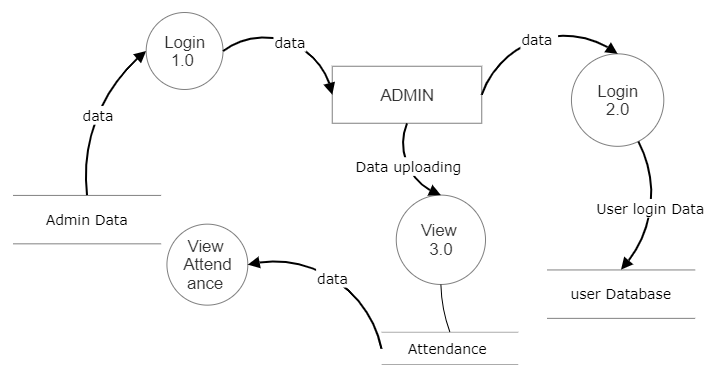 Login
1.0
data
ADMIN
data
Login
2.0
data
Data uploading
Admin Data
View
3.0
User login Data
View
Attend
ance
data
user Database
Attendance